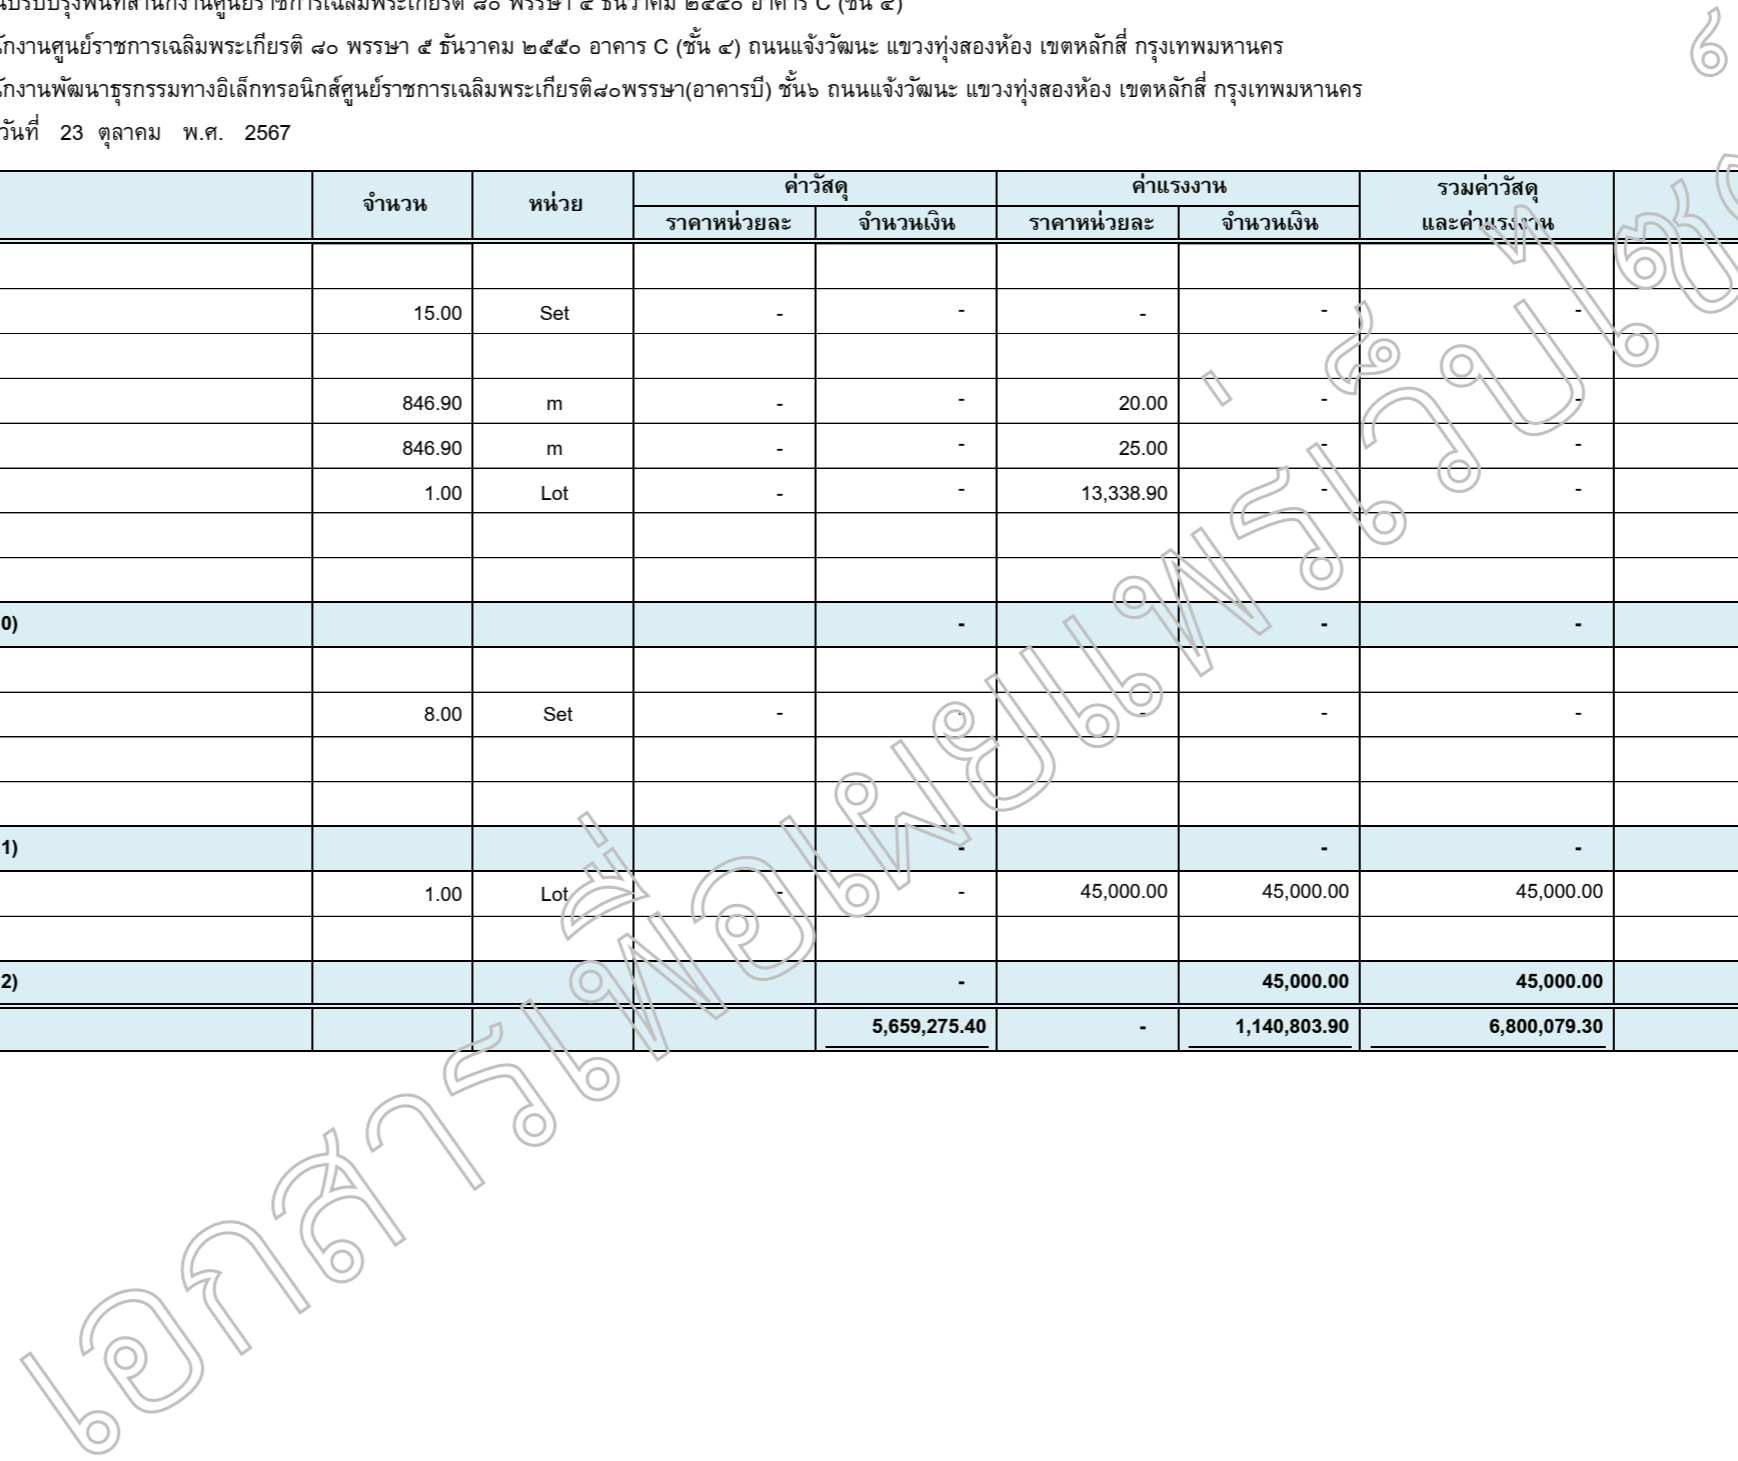 นปรับปรุงพื้นที่สำนักงานศูนย์ราชการเฉลิมพระเกียรติ ๘๐ พรรษา ๕ ธันวาคม ๒๕๕๐ อาคาร C (ชั้น ๔)
นักงานศูนย์ราชการเฉลิมพระเกียรติ ๘๐ พรรษา ๕ ธันวาคม ๒๕๕๐ อาคาร C (ชั้น ๔) ถนนแจ้งวัฒนะ แขวงทุ่งสองห้อง เขตหลักสี่ กรุงเทพมหานคร
นักงานพัฒนาธุรกรรมทางอิเล็กทรอนิกส์ศูนย์ราชการเฉลิมพระเกียรติ๘๐พรรษา(อาคารบี) ชั้น๖ ถนนแจ้งวัฒนะ แขวงทุ่งสองห้อง เขตหลักสี่ กรุงเทพมหานคร
วันที่ 23 ตุลาคม พ.ศ. 2567
จำนวน หน่วย ค่าวัสดุ ค่าแรงงาน รวมค่าวัสดุ
ราคาหน่วยละ จำนวนเงิน ราคาหน่วยละ จำนวนเงิน และค่าแรงงาน
15.00 Set - - - - -
846.90 m - - 20.00 - -
846.90 m - - 25.00 - -
1.00 Lot - - 13,338.90 - -
0) - - -
8.00 Set - - - - -
1) - - -
1.00 Lot - - 45,000.00 45,000.00 45,000.00
2) - 45,000.00 45,000.00
5,659,275.40 - 1,140,803.90 6,800,079.30
เอกสารเพื่อเผยแพร่เว็บไซ